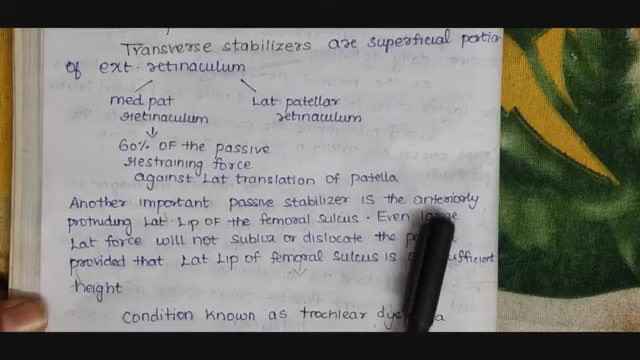 Transverse stabilizers are superficial portio
of ext. retinaculum
med pat Lat patellar
retinaculum retinaculum
60% of the passive
restraining force
against Lat translation of patella
Another important passive stabilizer is the anteriorly
protruding Lat Lip of the femoral sulcus. Even large
Lat force will not sublux or dislocate the
provided that Lat Lip of femoral sulcus is
height
Condition known as trochlear